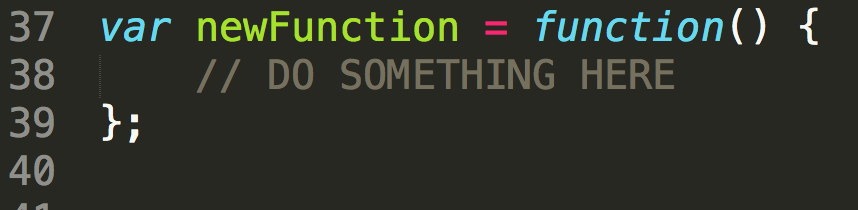 37 var newFunction = function() {
38 // DO SOMETHING HERE
39 };
40